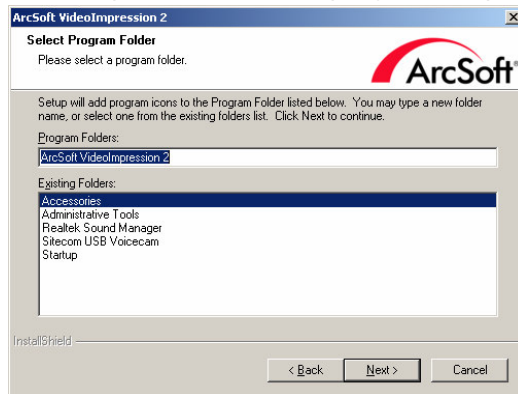 ArcSoft VideoImpression 2
Select Program Folder
Please select a program folder.
ArcSoft
Setup will add program icons to the Program Folder listed below. You may type a new folder
name, or select one from the existing folders list. Click Next to continue.
Program Folders:
ArcSoft VideoImpression 2
Existing Folders:
Accessories
Administrative Tools
Realtek Sound Manager
Sitecom USB Voicecam
Startup
InstallShield
< Back Next > Cancel